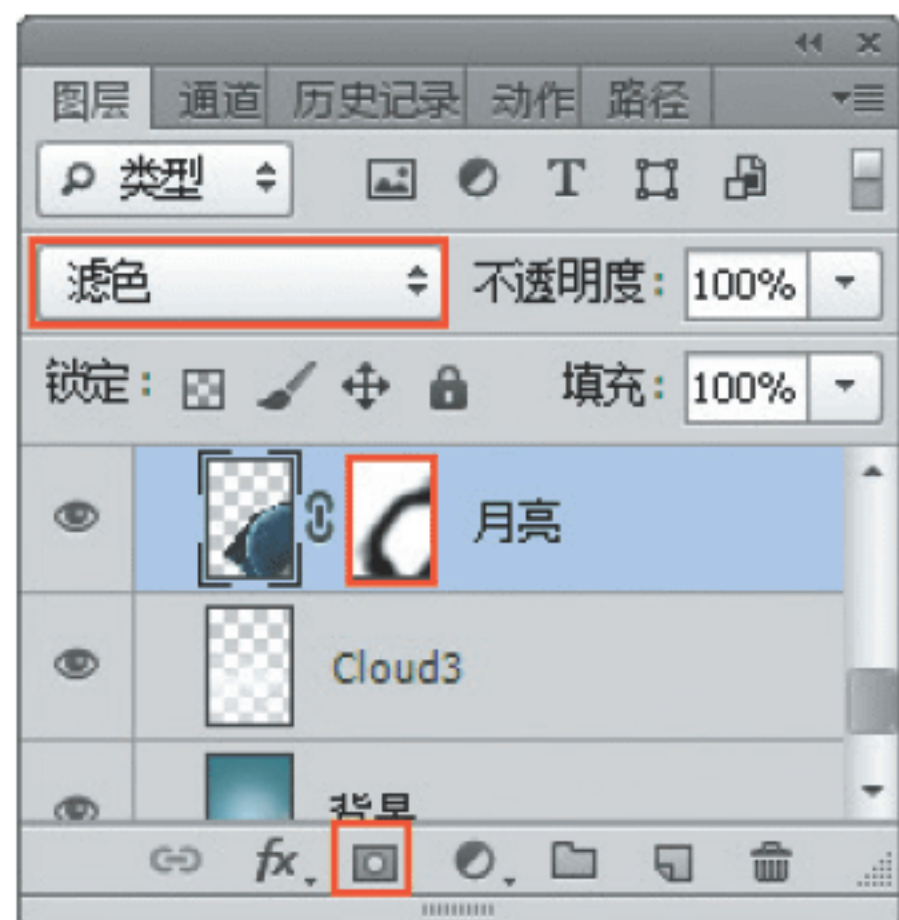 图层 通道 历史记录 动作 路径
类型 T
滤色 不透明度: 100%
锁定: 填充: 100%
月亮
Cloud3
背景
fx